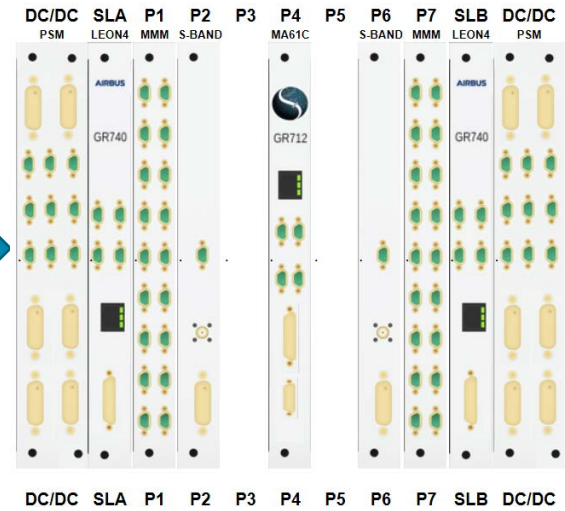 DC/DC SLA P1 P2 P3 P4 P5 P6 P7 SLB DC/DC
PSM LEON4 MMM S-BAND MA61C S-BAND MMM LEON4 PSM
AIRBUS AIRBUS
GR740 GR712 GR740
DC/DC SLA P1 P2 P3 P4 P5 P6 P7 SLB DC/DC